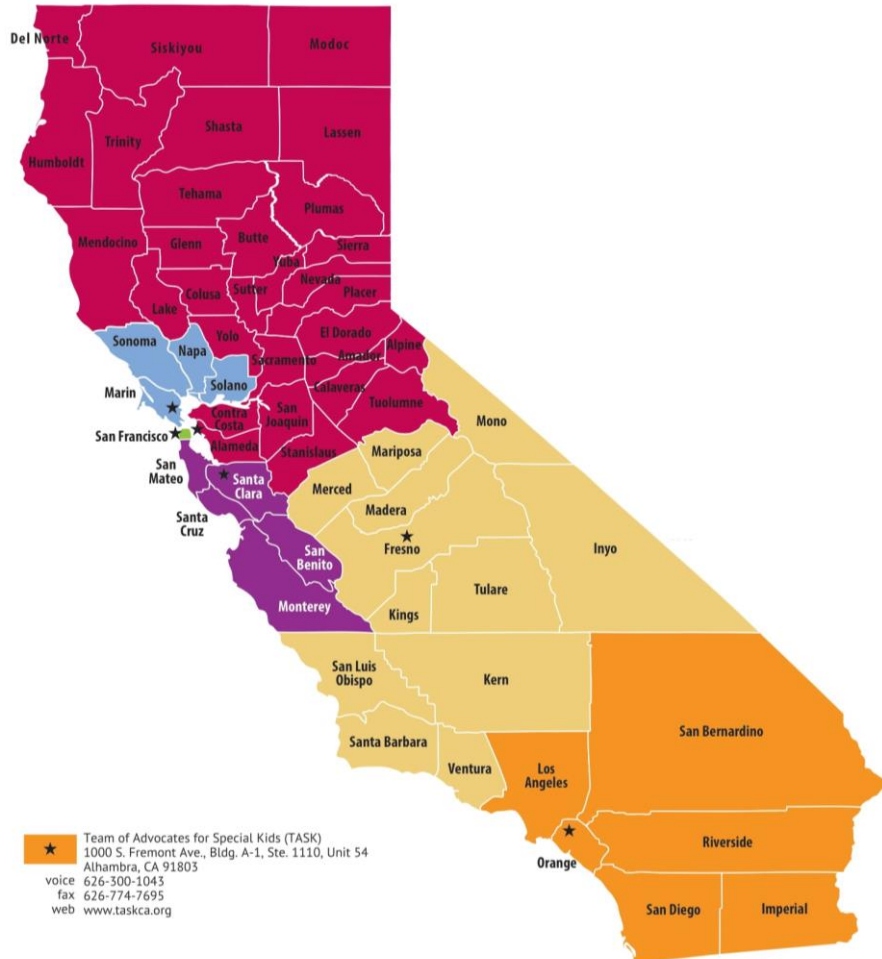 Del Norte
Siskiyou
Modoc
Trinity
Shasta
Lassen
Humboldt
Tehama
Plumas
Mendocino
Glenn
Butte
Sierra
Yuba
Nevada
Colusa
Sutter
Placer
Lake
Sonoma
Napa
Yolo
El Dorado
Alpine
Sacramento
Amador
Solano
Marin
Calaveras
Tuolumne
Contra
Costa
San
Joaquin
Mono
San Francisco
Alameda
Stanislaus
Mariposa
San
Mateo
Santa
Clara
Merced
Madera
Santa
Cruz
Fresno
Inyo
San
Benito
Tulare
Monterey
Kings
San Luis
Obispo
Kern
Santa Barbara
Ventura
Los
Angeles
San Bernardino
Orange
Riverside
San Diego
Imperial
Team of Advocates for Special Kids (TASK)
1000 S. Fremont Ave., Bldg. A-1, Ste. 1110, Unit 54
Alhambra, CA 91803
voice 626-300-1043
fax 626-774-7695
web www.taskca.org